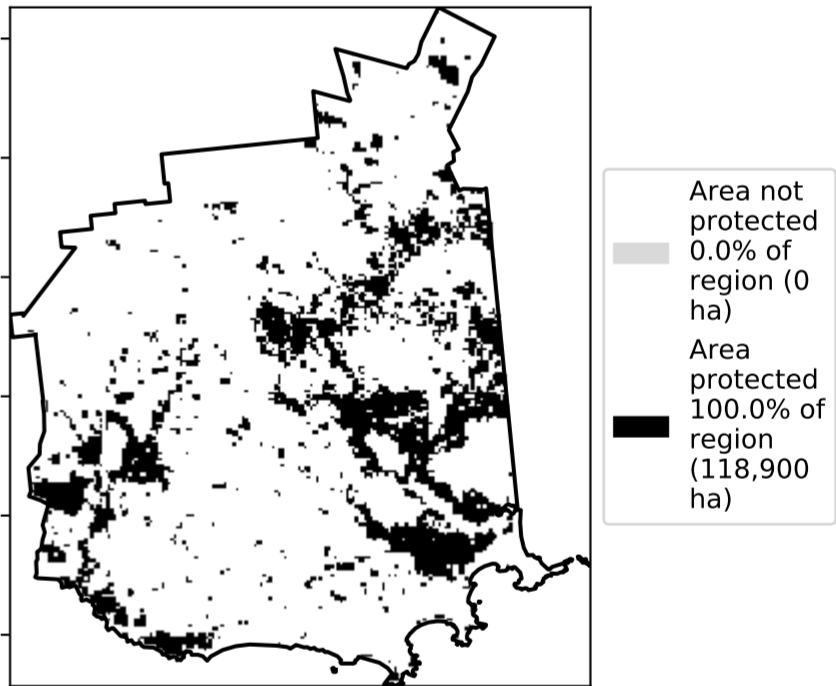 Area not
protected
0.0% of
region (0
ha)
Area
protected
100.0% of
region
(118,900
ha)